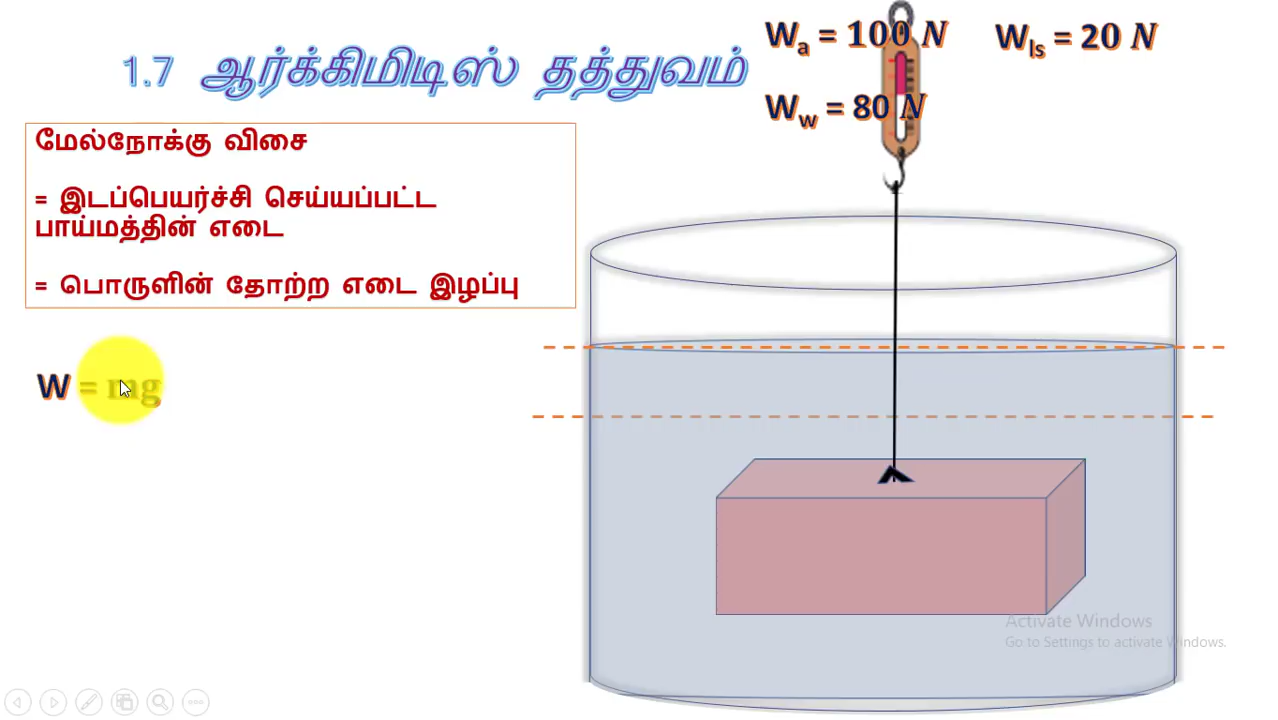 1.7 ஆர்க்கிமிடிஸ் தத்துவம்
Wa = 100 N
Wls = 20 N
Ww = 80 N
மேல்நோக்கு விசை
= இடப்பெயர்ச்சி செய்யப்பட்ட
பாய்மத்தின் எடை
= பொருளின் தோற்ற எடை இழப்பு
W = mg
Activate Windows
Go to Settings to activate Windows.